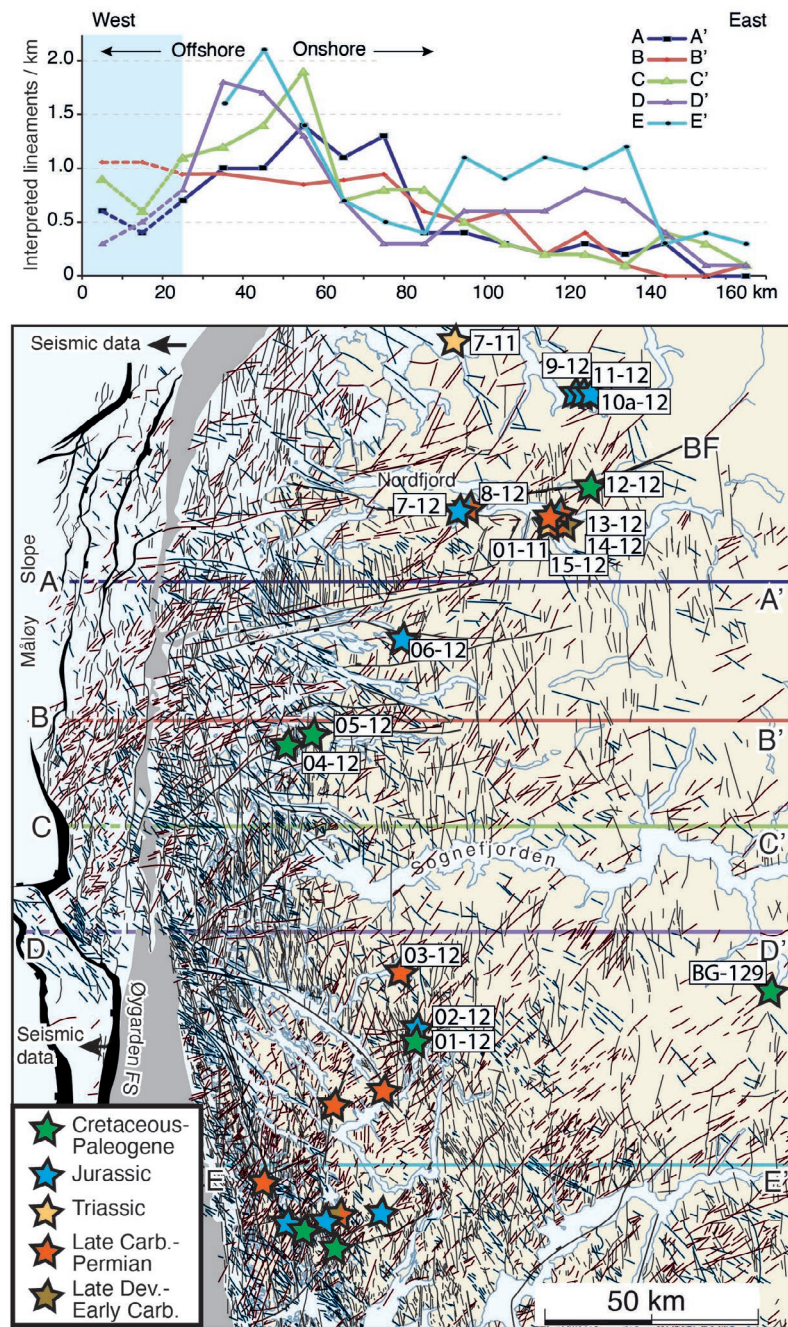 West
East
Offshore
Onshore
A A'
B B'
C C'
D D'
E E'
Interpreted lineaments / km
2.0
1.5
1.0
0.5
0
0 20 40 60 80 100 120 140 160 km
Seismic data
7-11
9-12
11-12
10a-12
BF
Nordfjord
12-12
7-12
8-12
13-12
01-11
14-12
15-12
Slope
Måløy
A
A'
06-12
B
B'
05-12
04-12
C
C'
Sognefjorden
D
D'
03-12
BG-129
02-12
01-12
Øygarden FS
Seismic
data
E
E'
Cretaceous-
Paleogene
Jurassic
Triassic
Late Carb.-
Permian
Late Dev.-
Early Carb.
50 km